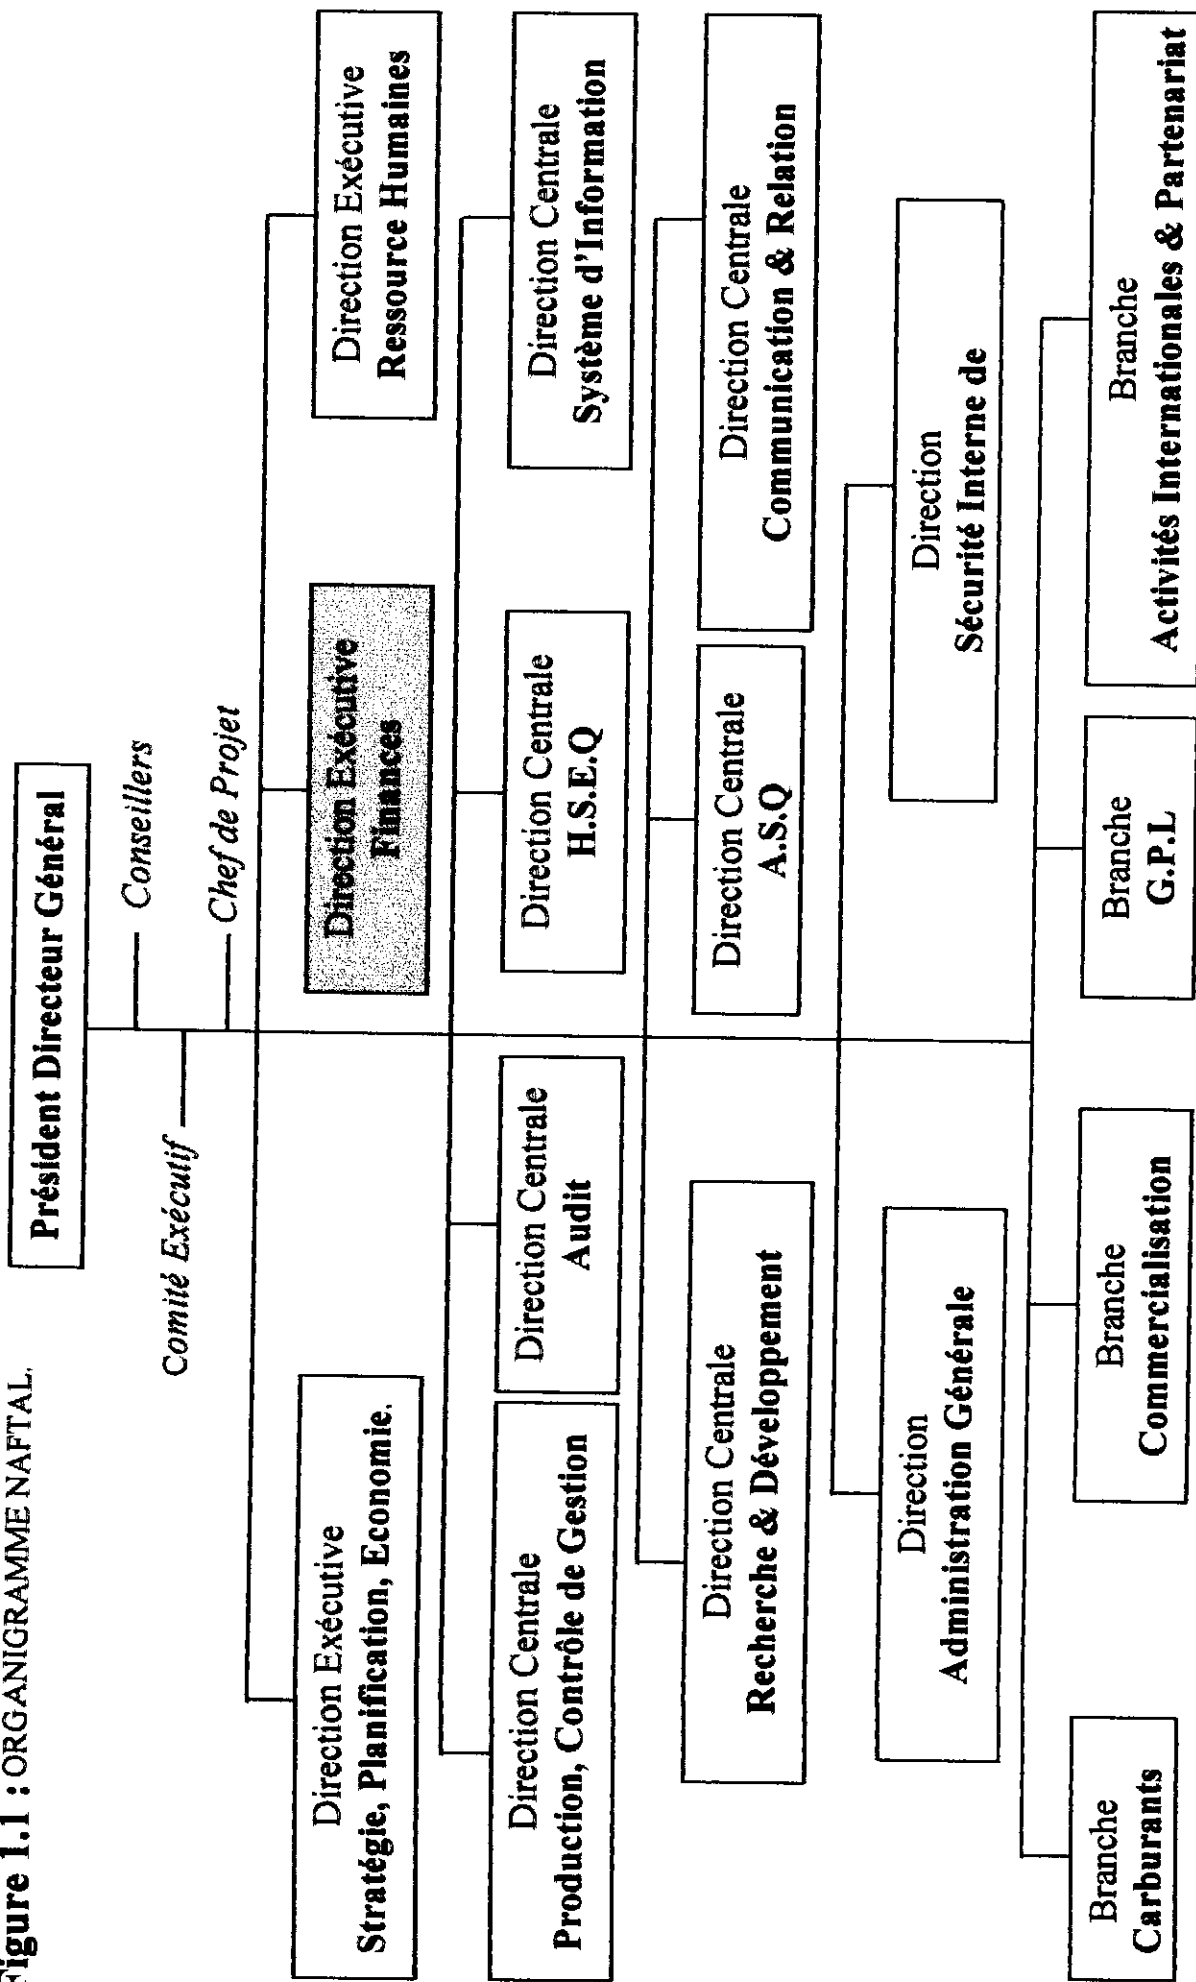 Figure 1.1 : ORGANIGRAMME NAFTAL.
Président Directeur Général
Conseillers
Comité Exécutif
Chef de Projet
Direction Exécutive
Stratégie, Planification, Economie.
Direction Exécutive
Finances
Direction Exécutive
Ressource Humaines
Direction Centrale
Production, Contrôle de Gestion
Direction Centrale
Audit
Direction Centrale
H.S.E.Q
Direction Centrale
Système d'Information
Direction Centrale
Recherche & Développement
Direction Centrale
A.S.Q
Direction Centrale
Communication & Relation
Direction
Administration Générale
Direction
Sécurité Interne de
Branche
Carburants
Branche
Commercialisation
Branche
G.P.L
Branche
Activités Internationales & Partenariat